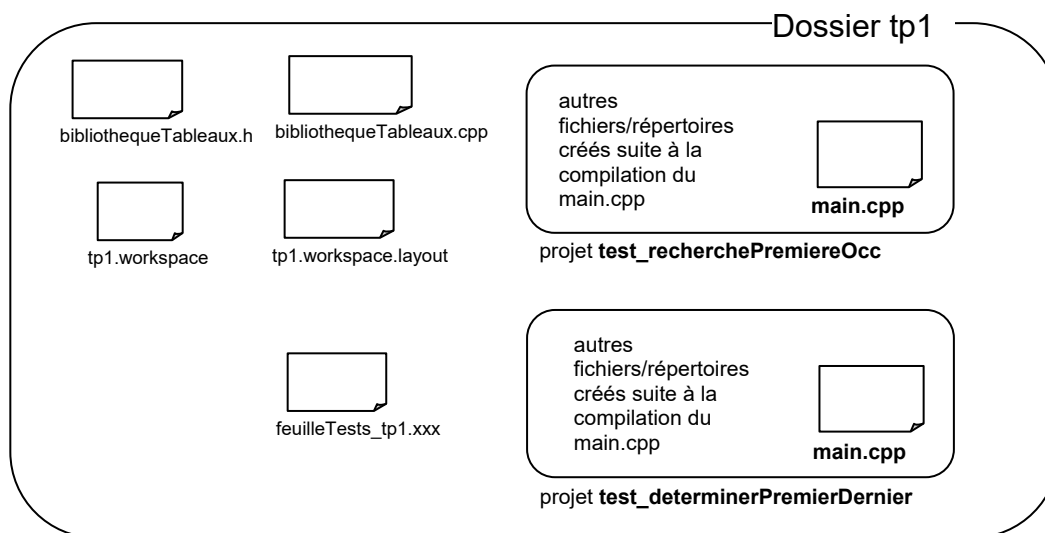 Dossier tp1
bibliothequeTableaux.h
bibliothequeTableaux.cpp
tp1.workspace
tp1.workspace.layout
autres
fichiers/répertoires
créés suite à la
compilation du
main.cpp
main.cpp
projet test_recherchePremiereOcc
feuilleTests_tp1.xxx
autres
fichiers/répertoires
créés suite à la
compilation du
main.cpp
main.cpp
projet test_determinerPremierDernier